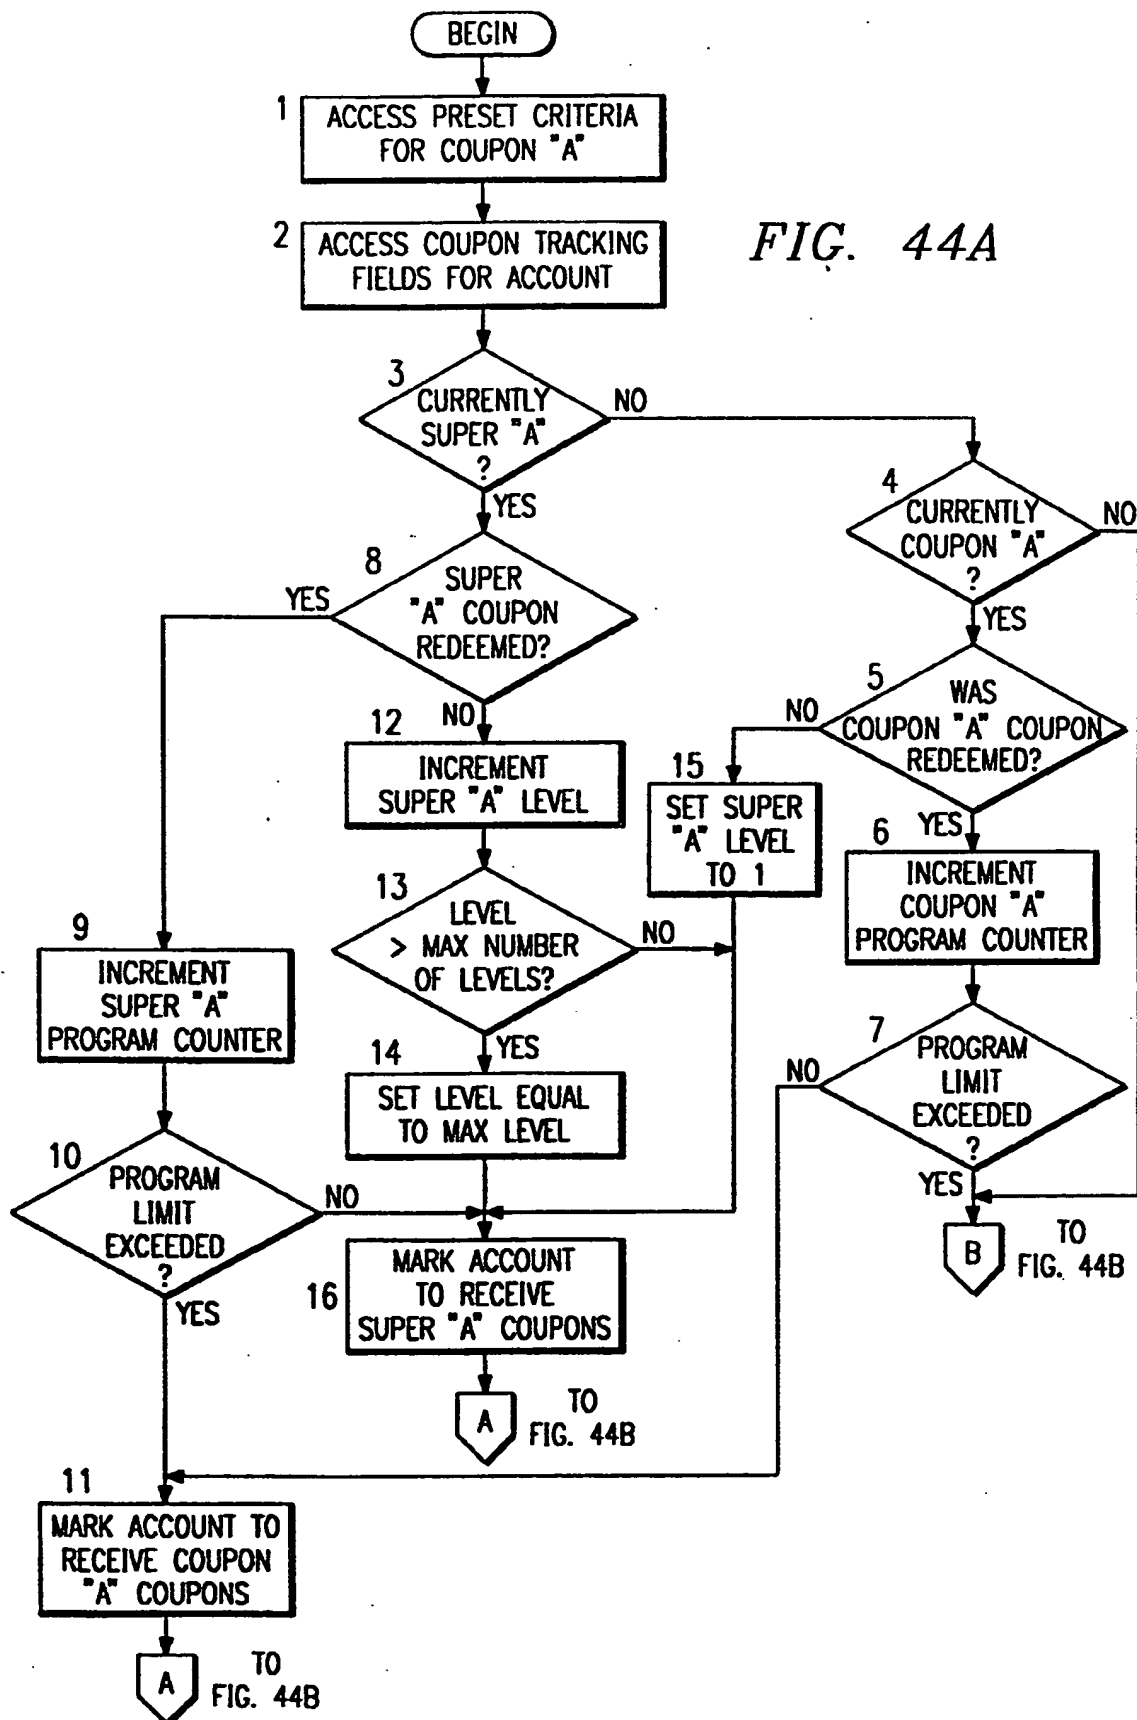 BEGIN
1
ACCESS PRESET CRITERIA
FOR COUPON "A"
2
ACCESS COUPON TRACKING
FIELDS FOR ACCOUNT
FIG. 44A
3
CURRENTLY
SUPER "A"
?
NO
YES
4
CURRENTLY
COUPON "A"
?
NO
YES
8
SUPER
"A" COUPON
REDEEMED?
YES
NO
5
WAS
COUPON "A" COUPON
REDEEMED?
NO
YES
12
INCREMENT
SUPER "A" LEVEL
15
SET SUPER
"A" LEVEL
TO 1
6
INCREMENT
COUPON "A"
PROGRAM COUNTER
13
LEVEL
> MAX NUMBER
OF LEVELS?
NO
YES
9
INCREMENT
SUPER "A"
PROGRAM COUNTER
7
PROGRAM
LIMIT
EXCEEDED
?
NO
YES
14
SET LEVEL EQUAL
TO MAX LEVEL
10
PROGRAM
LIMIT
EXCEEDED
?
NO
YES
B
TO
FIG. 44B
16
MARK ACCOUNT
TO RECEIVE
SUPER "A" COUPONS
A
TO
FIG. 44B
11
MARK ACCOUNT TO
RECEIVE COUPON
"A" COUPONS
A
TO
FIG. 44B